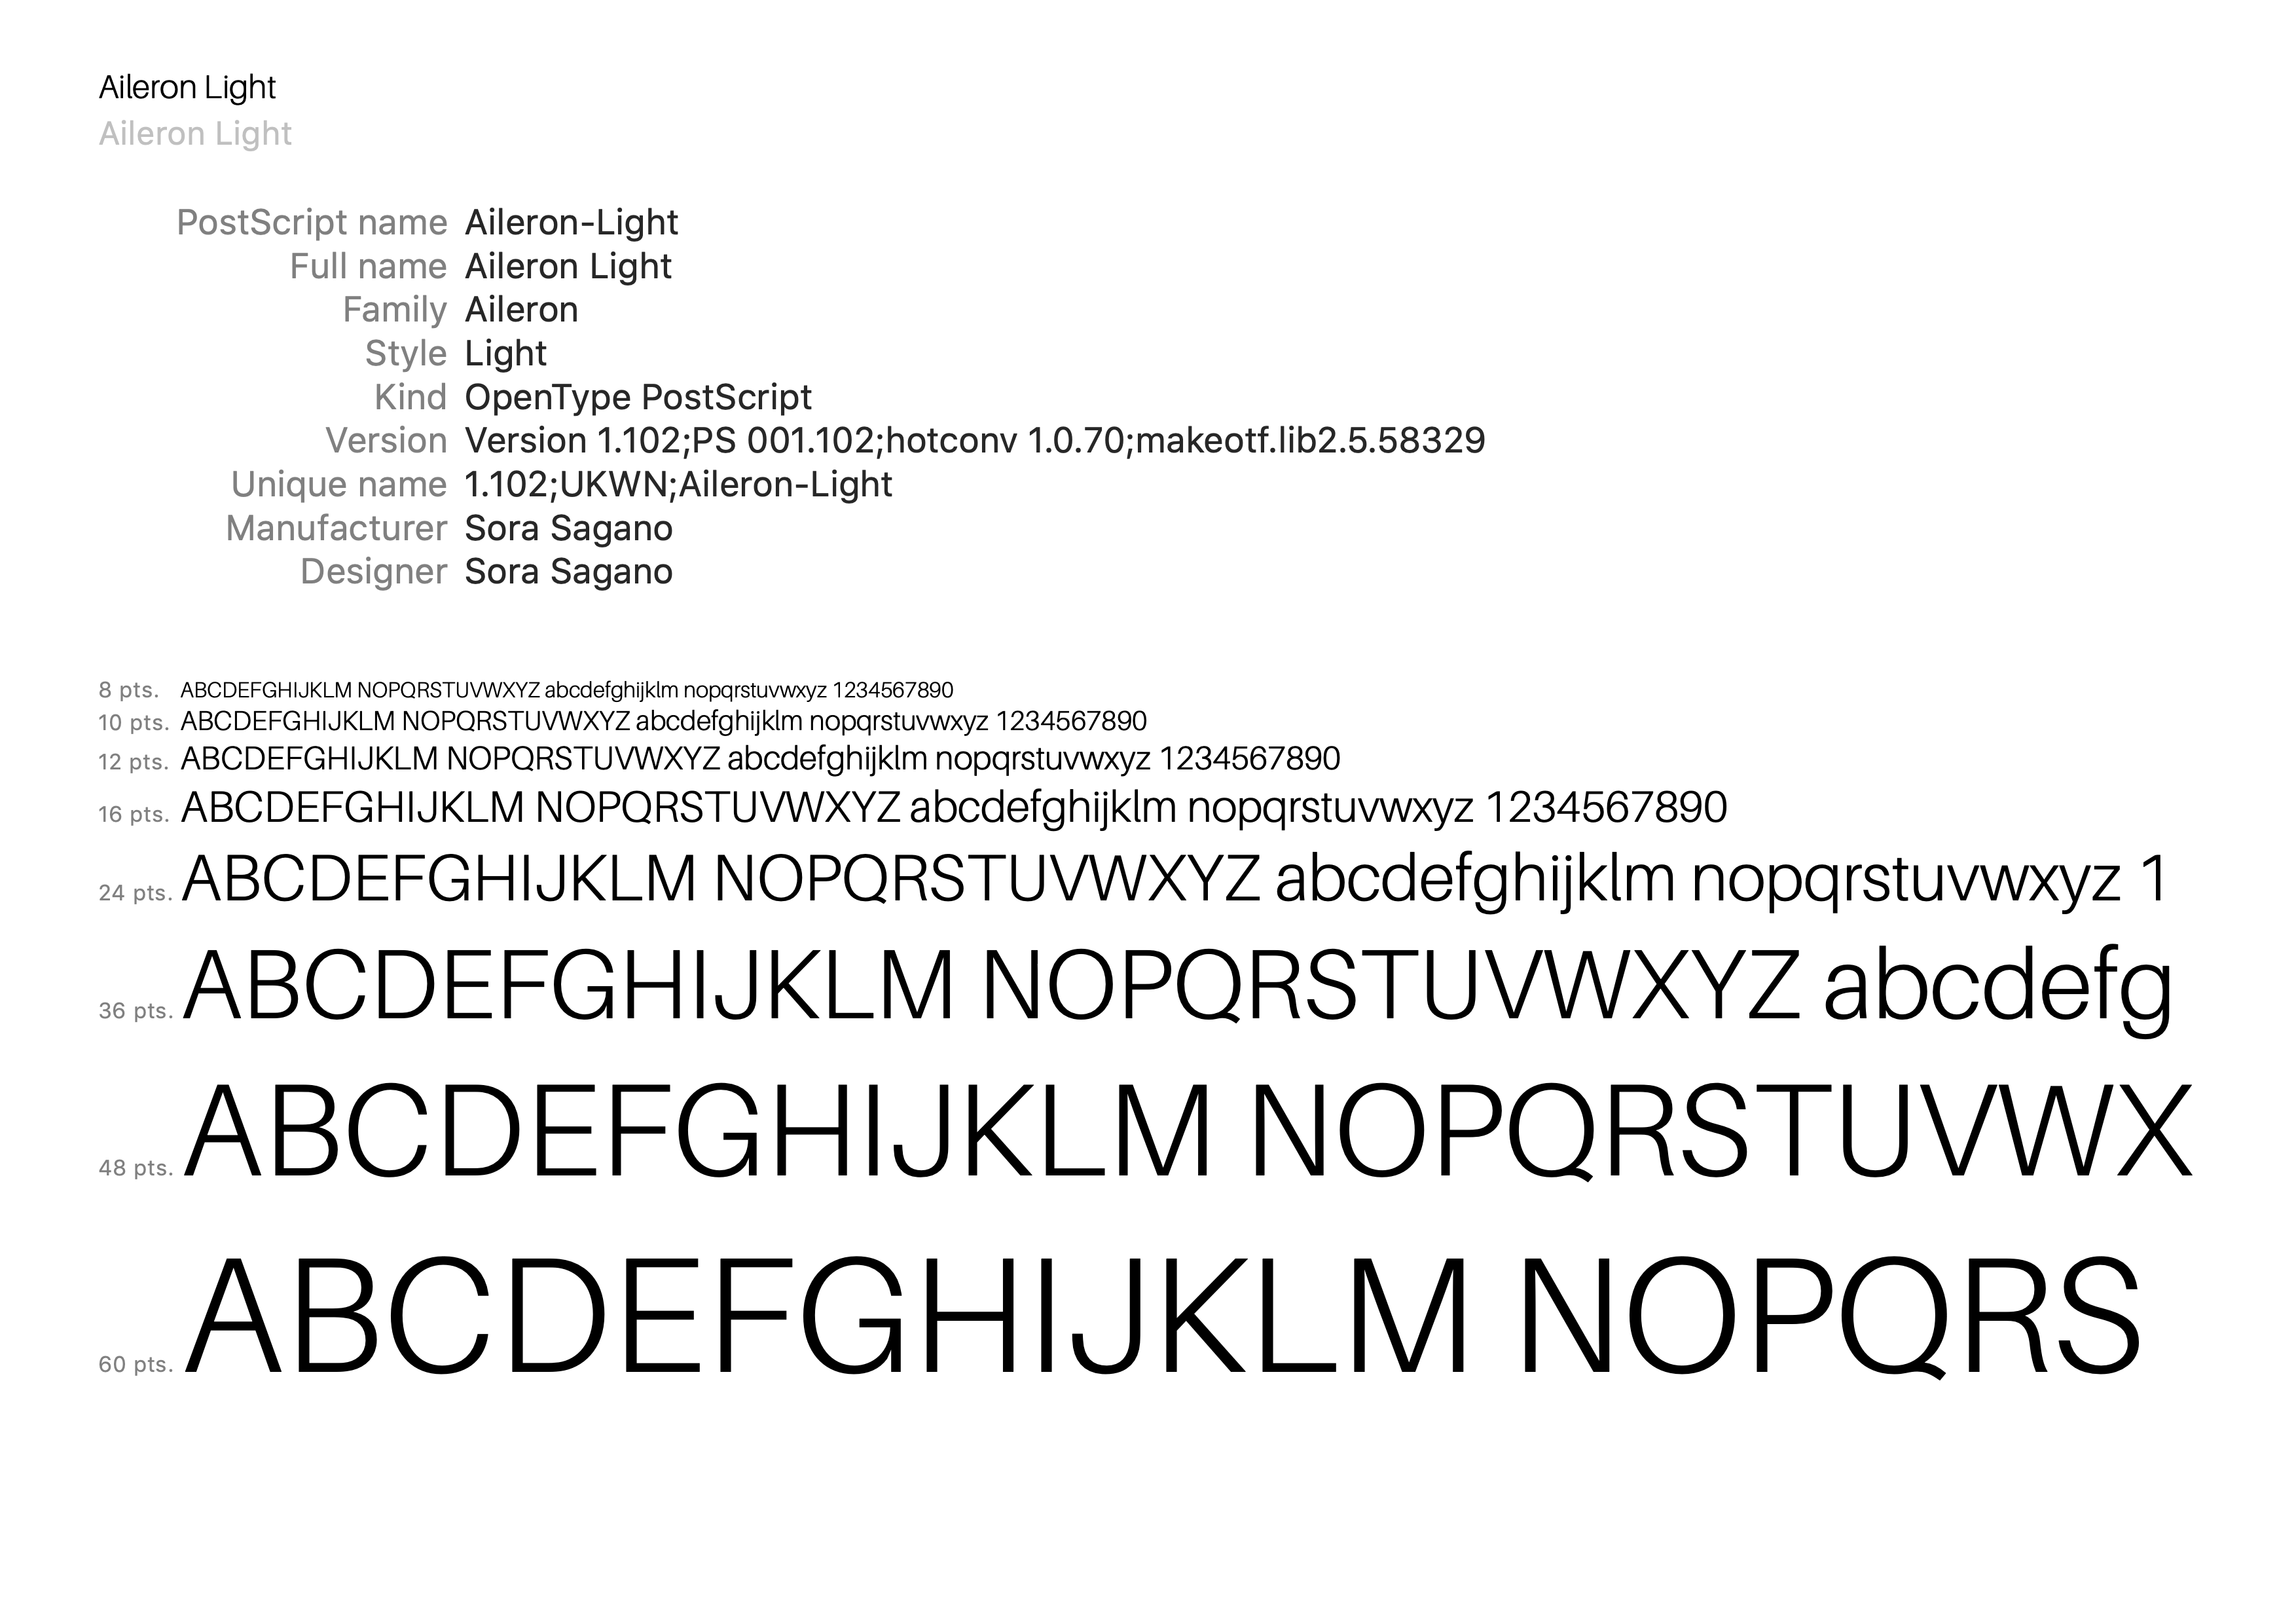 Aileron Light
Aileron Light
PostScript name Aileron-Light
Full name Aileron Light
Family Aileron
Style Light
Kind OpenType PostScript
Version Version 1.102;PS 001.102;hotconv 1.0.70;makeotf.lib2.5.58329
Unique name 1.102;UKWN;Aileron-Light
Manufacturer Sora Sagano
Designer Sora Sagano
8 pts. ABCDEFGHIJKLM NOPQRSTUVWXYZ abcdefghijklm nopqrstuvwxyz 1234567890
10 pts. ABCDEFGHIJKLM NOPQRSTUVWXYZ abcdefghijklm nopqrstuvwxyz 1234567890
12 pts. ABCDEFGHIJKLM NOPQRSTUVWXYZ abcdefghijklm nopqrstuvwxyz 1234567890
16 pts. ABCDEFGHIJKLM NOPQRSTUVWXYZ abcdefghijklm nopqrstuvwxyz 1234567890
24 pts. ABCDEFGHIJKLM NOPQRSTUVWXYZ abcdefghijklm nopqrstuvwxyz 1
36 pts. ABCDEFGHIJKLM NOPQRSTUVWXYZ abcdefg
48 pts. ABCDEFGHIJKLM NOPQRSTUVWX
60 pts. ABCDEFGHIJKLM NOPQRS